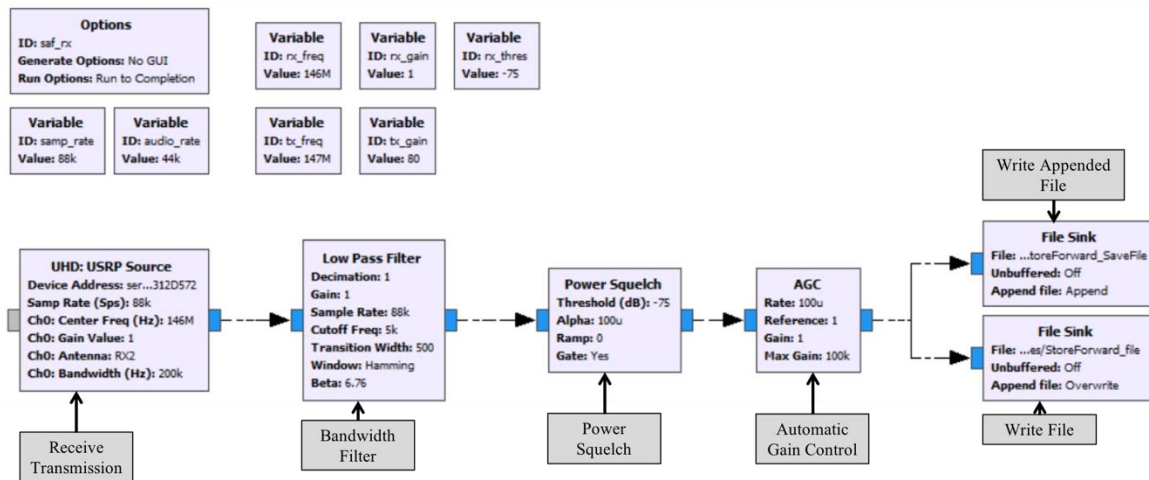 Options
ID: saf_rx
Generate Options: No GUI
Run Options: Run to Completion
Variable
ID: rx_freq
Value: 146M
Variable
ID: rx_gain
Value: 1
Variable
ID: rx_thres
Value: -75
Variable
ID: samp_rate
Value: 88k
Variable
ID: audio_rate
Value: 44k
Variable
ID: tx_freq
Value: 147M
Variable
ID: tx_gain
Value: 80
Write Appended
File
UHD: USRP Source
Device Address: ser...312D572
Samp Rate (Sps): 88k
Ch0: Center Freq (Hz): 146M
Ch0: Gain Value: 1
Ch0: Antenna: RX2
Ch0: Bandwidth (Hz): 200k
Low Pass Filter
Decimation: 1
Gain: 1
Sample Rate: 88k
Cutoff Freq: 5k
Transition Width: 500
Window: Hamming
Beta: 6.76
Power Squelch
Threshold (dB): -75
Alpha: 100u
Ramp: 0
Gate: Yes
AGC
Rate: 100u
Reference: 1
Gain: 1
Max Gain: 100k
File Sink
File: ...toreForward_SaveFile
Unbuffered: Off
Append file: Append
File Sink
File: ...es/StoreForward_file
Unbuffered: Off
Append file: Overwrite
Receive
Transmission
Bandwidth
Filter
Power
Squelch
Automatic
Gain Control
Write File